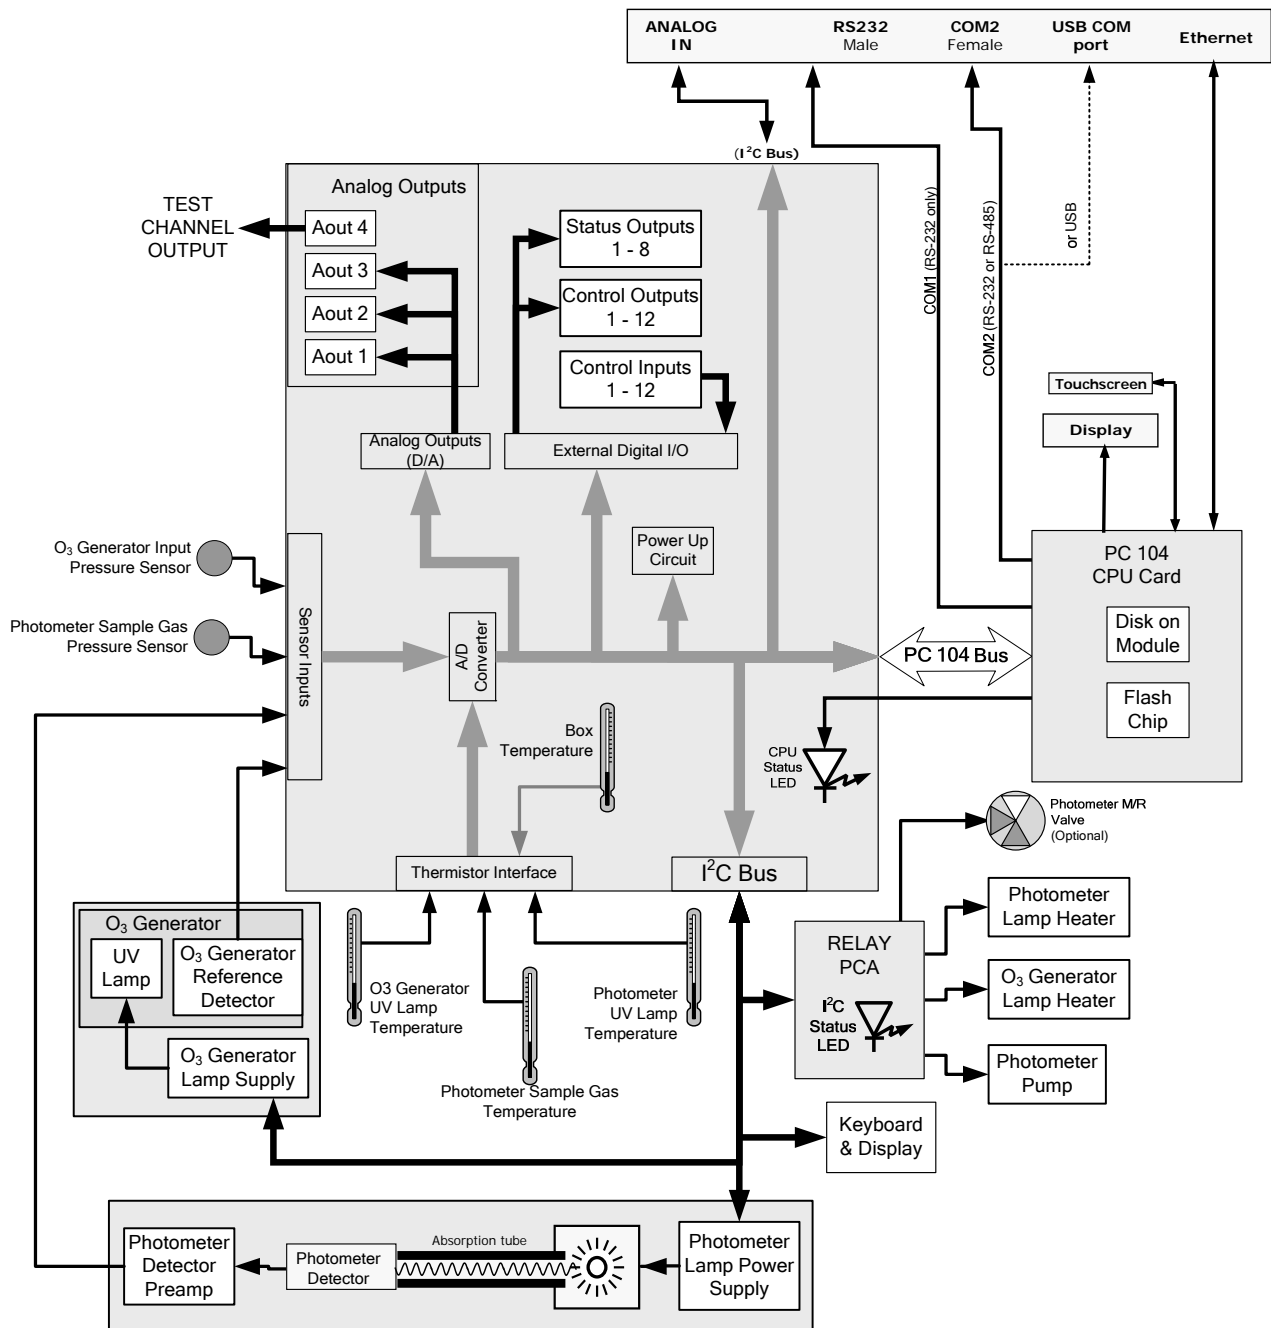 ANALOG
IN
RS232
Male
COM2
Female
USB COM
port
Ethernet
(I²C Bus)
COM1 (RS-232 only)
COM2 (RS-232 or RS-485)
or USB
TEST
CHANNEL
OUTPUT
Analog Outputs
Aout 4
Aout 3
Aout 2
Aout 1
Status Outputs
1 - 8
Control Outputs
1 - 12
Control Inputs
1 - 12
Analog Outputs
(D/A)
External Digital I/O
Touchscreen
Display
O₃ Generator Input
Pressure Sensor
Photometer Sample Gas
Pressure Sensor
Sensor Inputs
A/D
Converter
Power Up
Circuit
PC 104 Bus
PC 104
CPU Card
Disk on
Module
Flash
Chip
Box
Temperature
CPU
Status
LED
Thermistor Interface
I²C Bus
Photometer M/R
Valve
(Optional)
O₃ Generator
UV
Lamp
O₃ Generator
Reference
Detector
O₃ Generator
Lamp Supply
O3 Generator
UV Lamp
Temperature
Photometer Sample Gas
Temperature
Photometer
UV Lamp
Temperature
RELAY
PCA
I²C
Status
LED
Photometer
Lamp Heater
O₃ Generator
Lamp Heater
Photometer
Pump
Keyboard
& Display
Photometer
Detector
Preamp
Photometer
Detector
Absorption tube
Photometer
Lamp Power
Supply